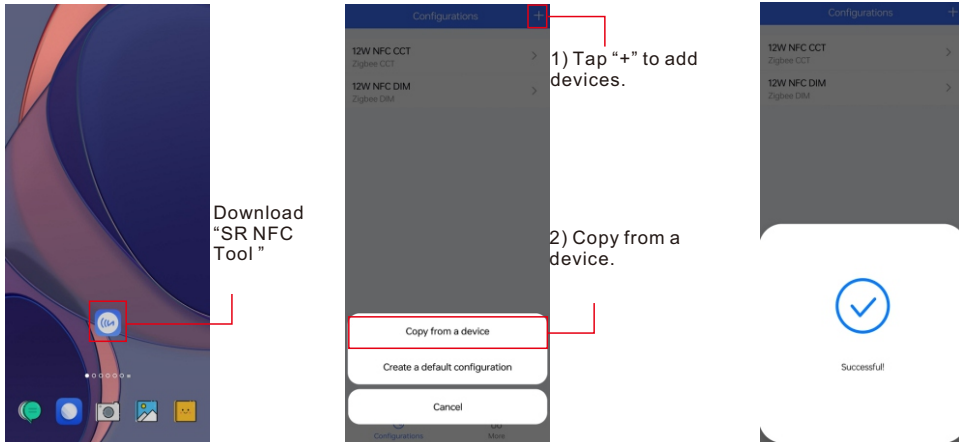 Download
“SR NFC
Tool ”
Configurations +
12W NFC CCT
Zigbee CCT
12W NFC DIM
Zigbee DIM
1) Tap “+” to add
devices.
2) Copy from a
device.
Copy from a device
Create a default configuration
Cancel
Configurations More
Configurations +
12W NFC CCT
Zigbee CCT
12W NFC DIM
Zigbee DIM
Successful!